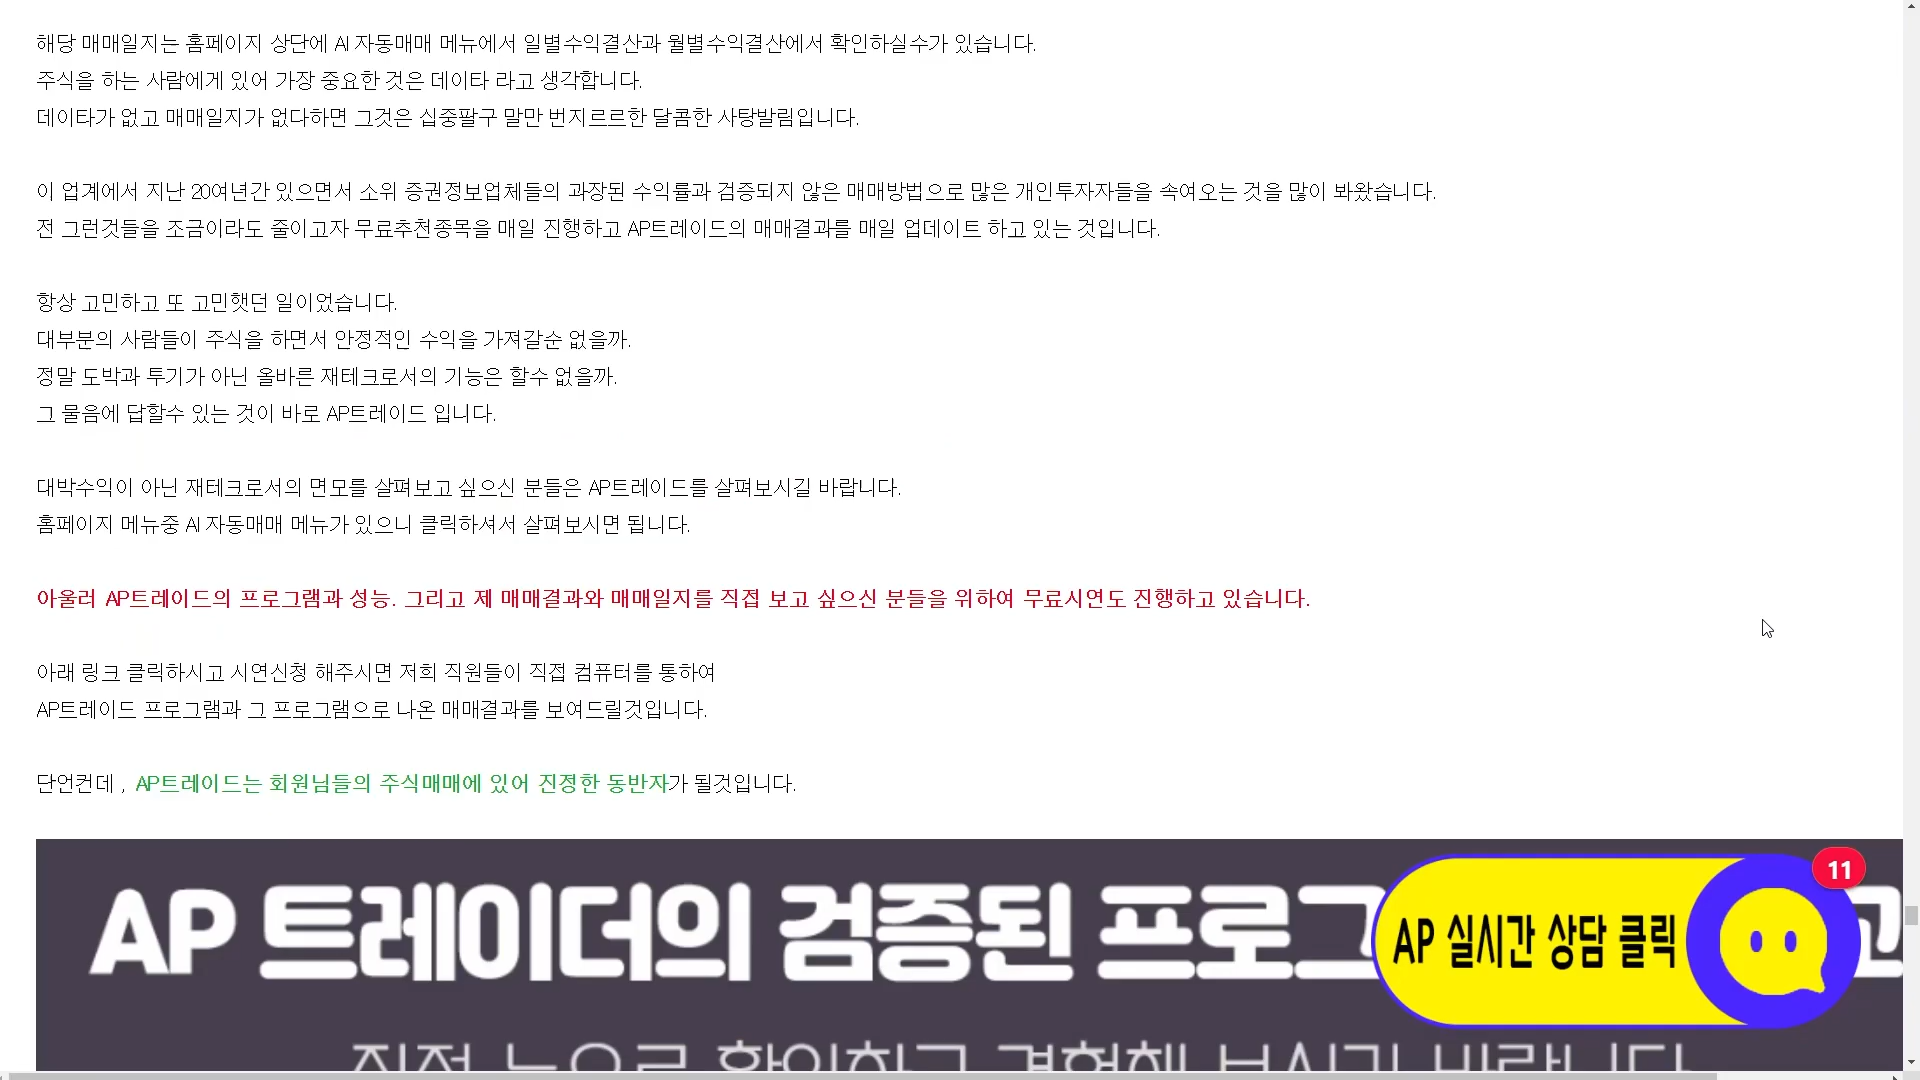 해당 매매일지는 홈페이지 상단에 AI 자동매매 메뉴에서 일별수익결산과 월별수익결산에서 확인하실수가 있습니다.
주식을 하는 사람에게 있어 가장 중요한 것은 데이타 라고 생각합니다.
데이타가 없고 매매일지가 없다하면 그것은 십중팔구 말만 번지르르한 달콤한 사탕발림입니다.
이 업계에서 지난 20여년간 있으면서 소위 증권정보업체들의 과장된 수익률과 검증되지 않은 매매방법으로 많은 개인투자자들을 속여오는 것을 많이 봐왔습니다.
전 그런것들을 조금이라도 줄이고자 무료추천종목을 매일 진행하고 AP트레이드의 매매결과를 매일 업데이트 하고 있는 것입니다.
항상 고민하고 또 고민햇던 일이었습니다.
대부분의 사람들이 주식을 하면서 안정적인 수익을 가져갈순 없을까.
정말 도박과 투기가 아닌 올바른 재테크로서의 기능은 할수 없을까.
그 물음에 답할수 있는 것이 바로 AP트레이드 입니다.
대박수익이 아닌 재테크로서의 면모를 살펴보고 싶으신 분들은 AP트레이드를 살펴보시길 바랍니다.
홈페이지 메뉴중 AI 자동매매 메뉴가 있으니 클릭하셔서 살펴보시면 됩니다.
아울러 AP트레이드의 프로그램과 성능. 그리고 제 매매결과와 매매일지를 직접 보고 싶으신 분들을 위하여 무료시연도 진행하고 있습니다.
아래 링크 클릭하시고 시연신청 해주시면 저희 직원들이 직접 컴퓨터를 통하여
AP트레이드 프로그램과 그 프로그램으로 나온 매매결과를 보여드릴것입니다.
단언컨데 , AP트레이드는 회원님들의 주식매매에 있어 진정한 동반자가 될것입니다.
AP 트레이더의 검증된
AP 실시간 상담 클릭
11